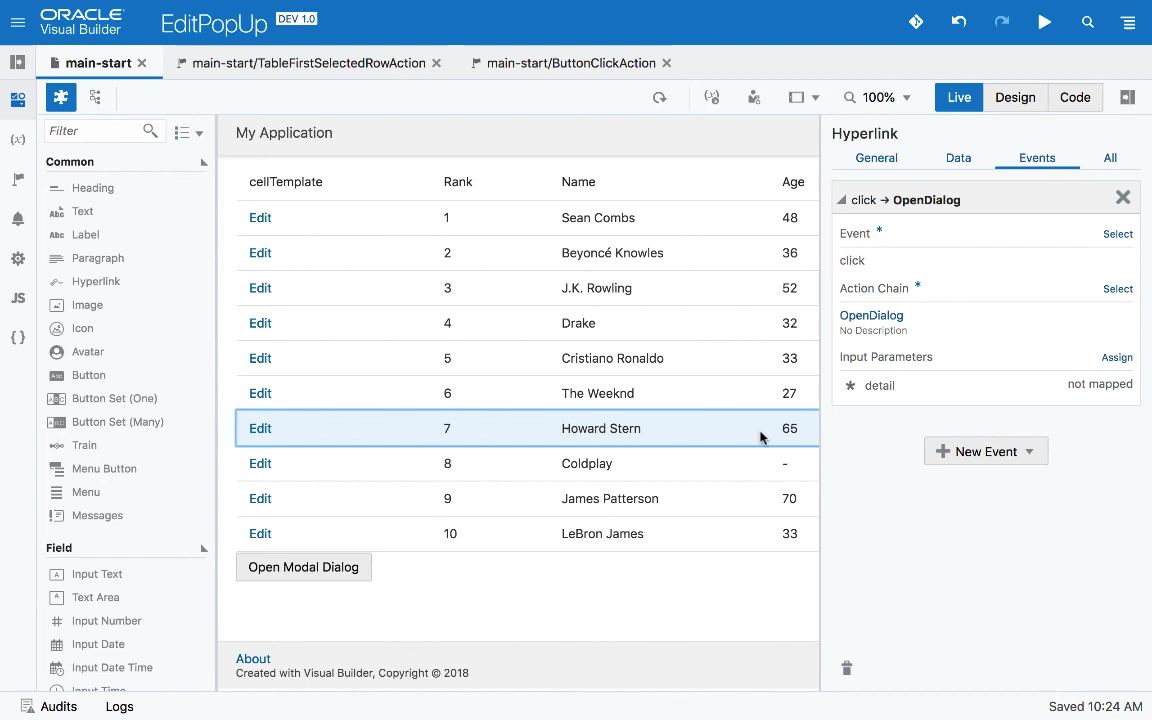 ORACLE
Visual Builder
EditPopUp DEV 1.0
main-start
main-start/TableFirstSelectedRowAction
main-start/ButtonClickAction
100%
Live
Design
Code
(x)
JS
{ }
Filter
Common
Heading
Abc Text
Abc Label
Paragraph
Hyperlink
Image
Icon
Avatar
Button
Button Set (One)
Button Set (Many)
Train
Menu Button
Menu
Messages
Field
Input Text
Text Area
Input Number
Input Date
Input Date Time
Input Time
My Application
cellTemplate Rank Name Age
Edit 1 Sean Combs 48
Edit 2 Beyoncé Knowles 36
Edit 3 J.K. Rowling 52
Edit 4 Drake 32
Edit 5 Cristiano Ronaldo 33
Edit 6 The Weeknd 27
Edit 7 Howard Stern 65
Edit 8 Coldplay -
Edit 9 James Patterson 70
Edit 10 LeBron James 33
Open Modal Dialog
About
Created with Visual Builder, Copyright © 2018
Hyperlink
General
Data
Events
All
click → OpenDialog
Event * Select
click
Action Chain * Select
OpenDialog
No Description
Input Parameters Assign
* detail not mapped
New Event
Audits
Logs
Saved 10:24 AM